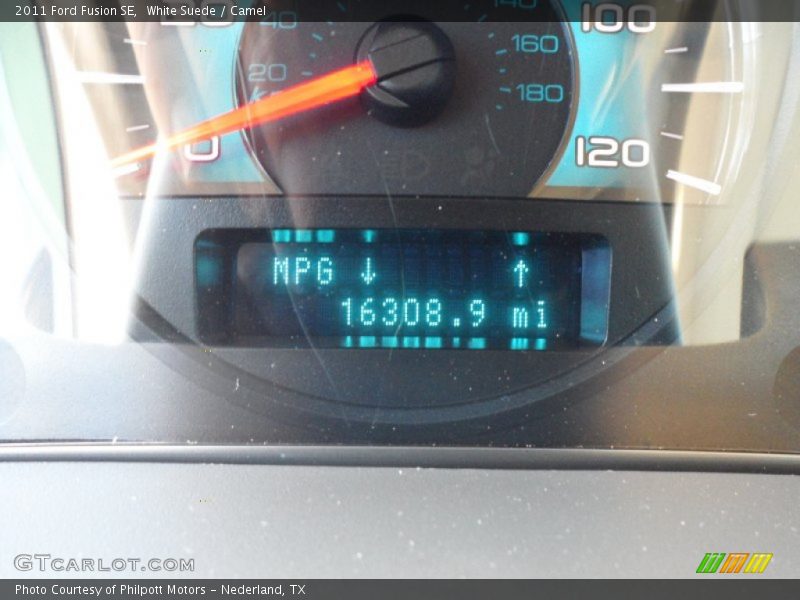 2011 Ford Fusion SE, White Suede / Camel
140
100
40
160
20
180
0
120
MPG ↓ ↑
16308.9 mi
GTCARLOT.COM
Photo Courtesy of Philpott Motors - Nederland, TX